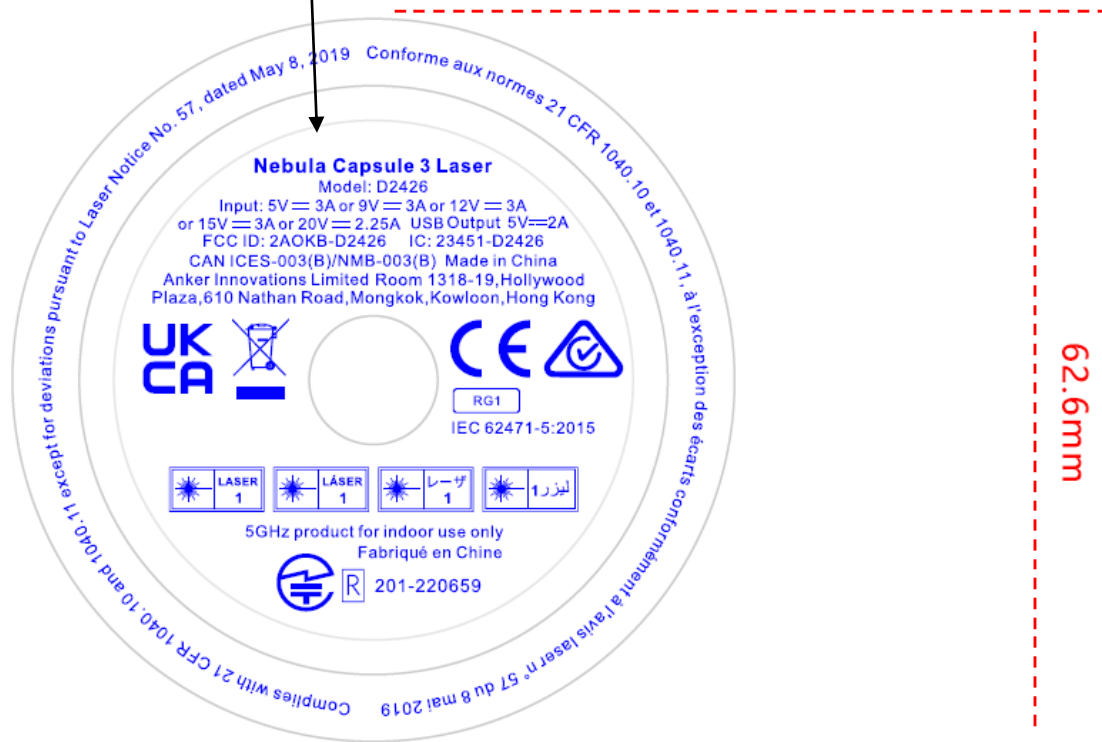 Complies with 21 CFR 1040.10 and 1040.11 except for deviations pursuant to Laser Notice No. 57, dated May 8, 2019
Conforme aux normes 21 CFR 1040.10 et 1040.11, à l'exception des écarts conformément à l'avis laser n° 57 du 8 mai 2019
Nebula Capsule 3 Laser
Model: D2426
Input: 5V ⎓ 3A or 9V ⎓ 3A or 12V ⎓ 3A
or 15V ⎓ 3A or 20V ⎓ 2.25A USB Output 5V⎓2A
FCC ID: 2AOKB-D2426 IC: 23451-D2426
CAN ICES-003(B)/NMB-003(B) Made in China
Anker Innovations Limited Room 1318-19,Hollywood
Plaza,610 Nathan Road,Mongkok,Kowloon,Hong Kong
UK
CA
CE
RG1
IEC 62471-5:2015
LASER
1
LÁSER
1
レーザ
1
ليزر 1
5GHz product for indoor use only
Fabriqué en Chine
R 201-220659
62.6mm